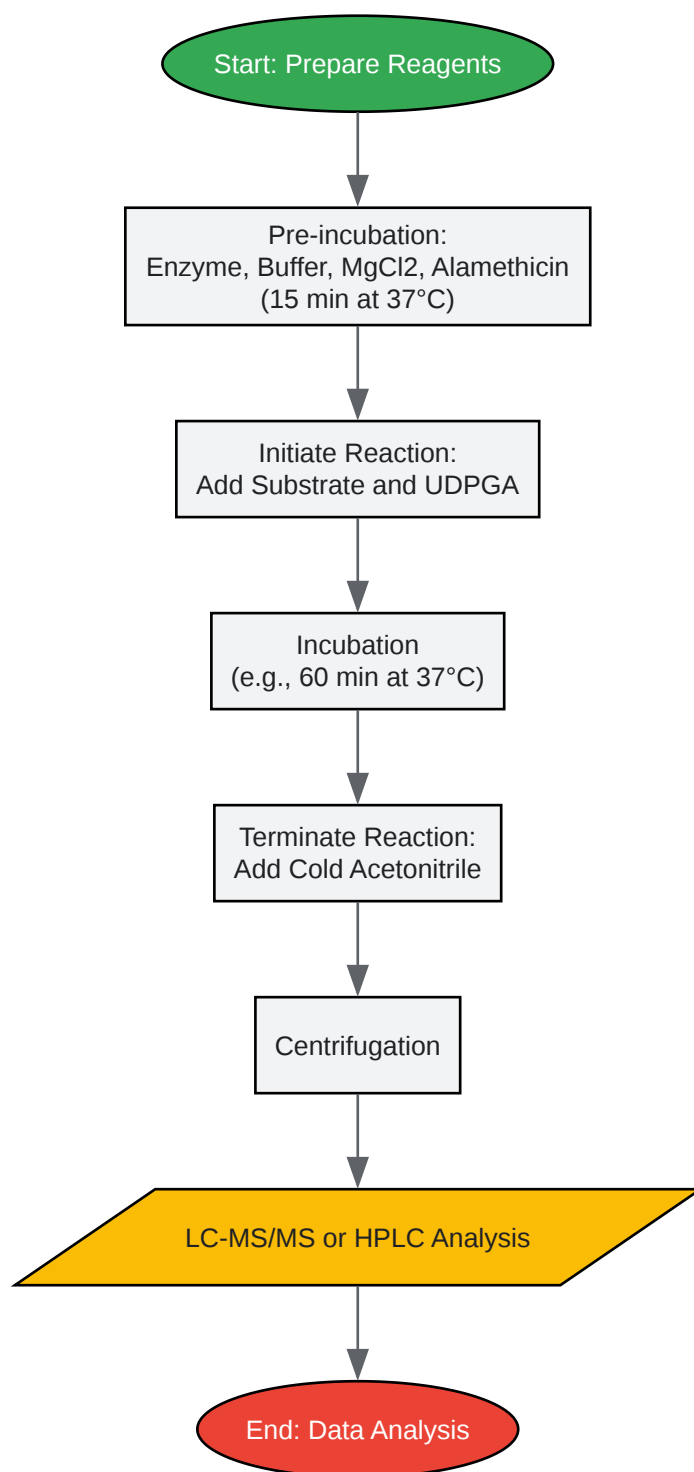 Start: Prepare Reagents
Pre-incubation:
Enzyme, Buffer, MgCl2, Alamethicin
(15 min at 37°C)
Initiate Reaction:
Add Substrate and UDPGA
Incubation
(e.g., 60 min at 37°C)
Terminate Reaction:
Add Cold Acetonitrile
Centrifugation
LC-MS/MS or HPLC Analysis
End: Data Analysis